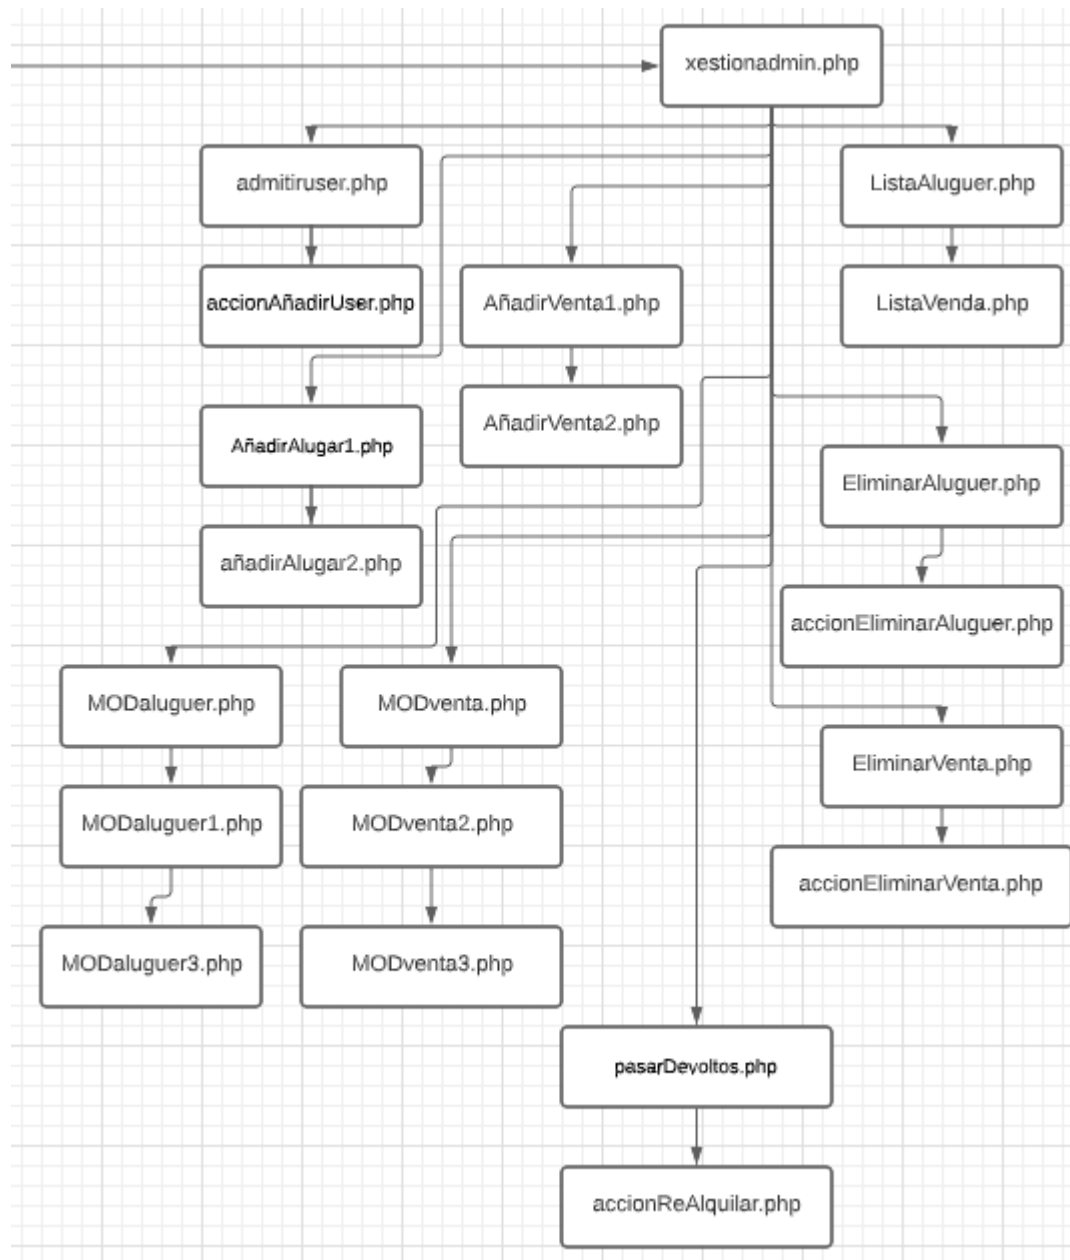 xestionadmin.php
admitiruser.php
ListaAluguer.php
accionAñadirUser.php
AñadirVenta1.php
ListaVenda.php
AñadirAlugar1.php
AñadirVenta2.php
EliminarAluguer.php
añadirAlugar2.php
accionEliminarAluguer.php
MODaluguer.php
MODventa.php
EliminarVenta.php
MODaluguer1.php
MODventa2.php
accionEliminarVenta.php
MODaluguer3.php
MODventa3.php
pasarDevoltos.php
accionReAlquilar.php